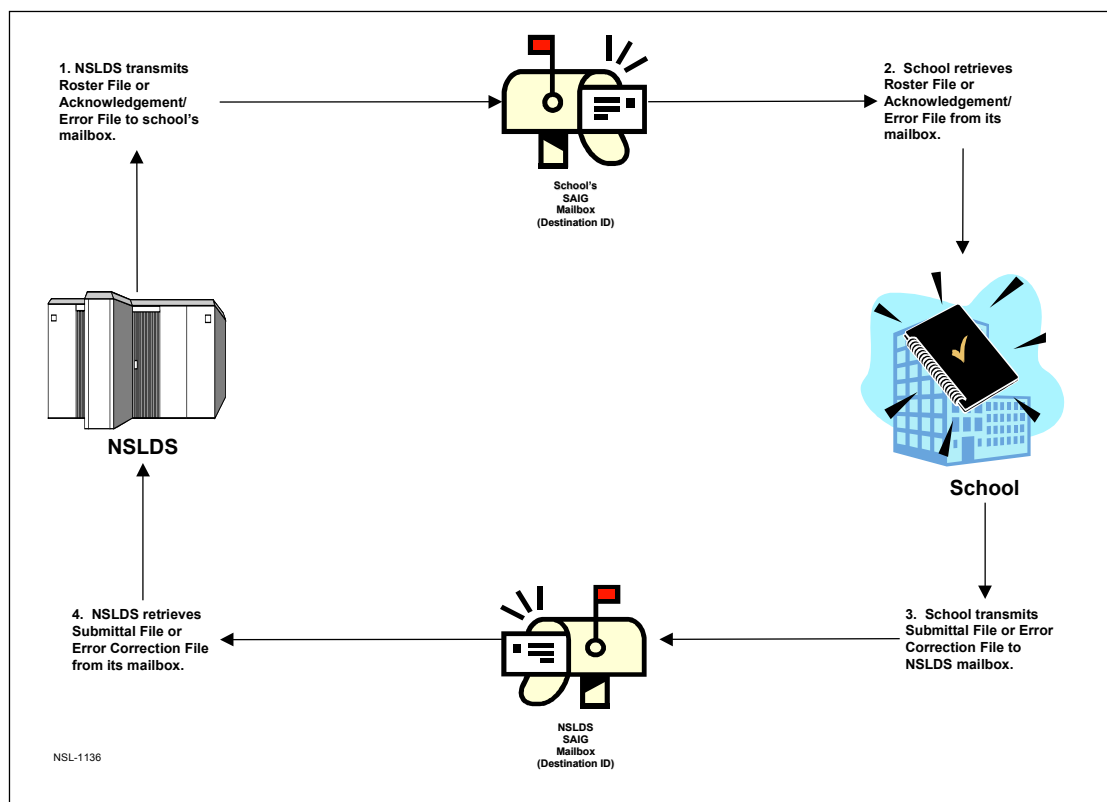 1. NSLDS transmits
Roster File or
Acknowledgement/
Error File to school's
mailbox.
School's
SAIG
Mailbox
(Destination ID)
2. School retrieves
Roster File or
Acknowledgement/
Error File from its
mailbox.
NSLDS
School
4. NSLDS retrieves
Submittal File or
Error Correction File
from its mailbox.
NSLDS
SAIG
Mailbox
(Destination ID)
3. School transmits
Submittal File or Error
Correction File to
NSLDS mailbox.
NSL-1136